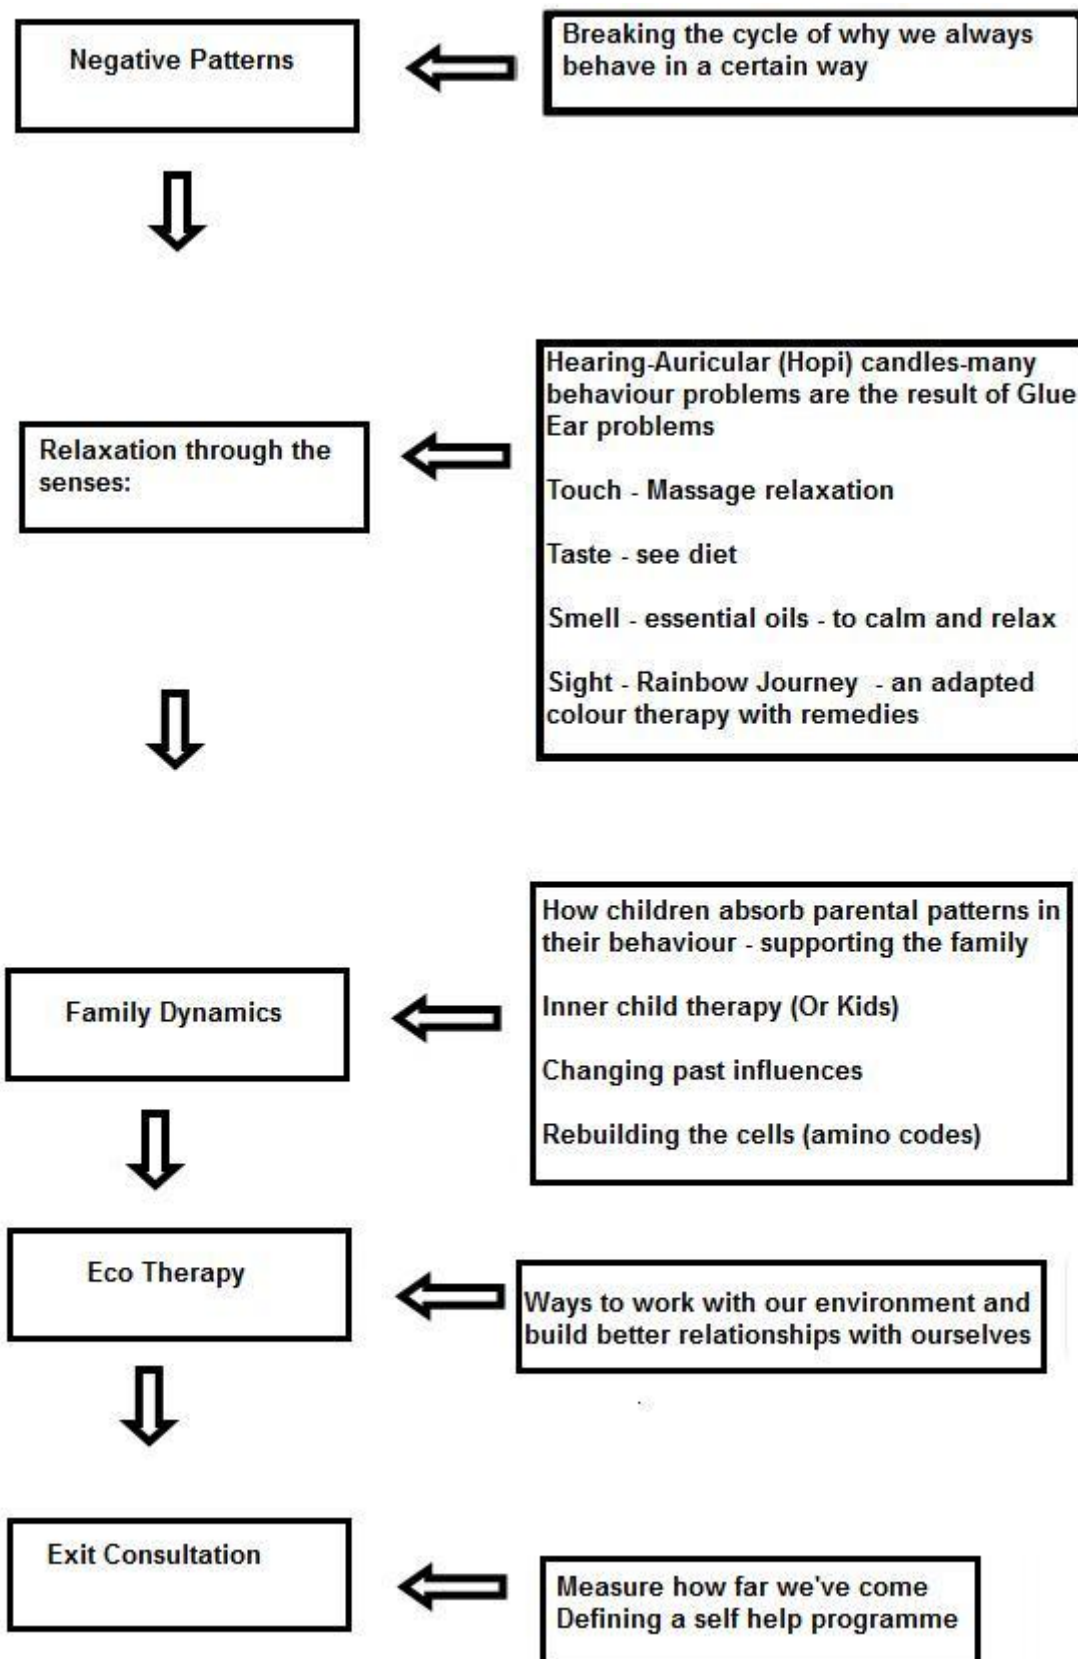 Negative Patterns
Breaking the cycle of why we always
behave in a certain way
Relaxation through the
senses:
Hearing-Auricular (Hopi) candles-many
behaviour problems are the result of Glue
Ear problems
Touch - Massage relaxation
Taste - see diet
Smell - essential oils - to calm and relax
Sight - Rainbow Journey - an adapted
colour therapy with remedies
Family Dynamics
How children absorb parental patterns in
their behaviour - supporting the family
Inner child therapy (Or Kids)
Changing past influences
Rebuilding the cells (amino codes)
Eco Therapy
Ways to work with our environment and
build better relationships with ourselves
Exit Consultation
Measure how far we've come
Defining a self help programme